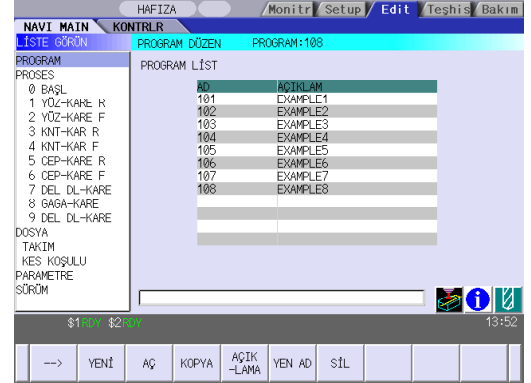 HAFIZA Monitr Setup Edit Teşhis Bakım
NAVI MAIN KONTRLR
LİSTE GÖRÜN PROGRAM DÜZEN PROGRAM:108
PROGRAM
PROSES
0 BAŞL
1 YÜZ-KARE R
2 YÜZ-KARE F
3 KNT-KAR R
4 KNT-KAR F
5 CEP-KARE R
6 CEP-KARE F
7 DEL DL-KARE
8 GAGA-KARE
9 DEL DL-KARE
DOSYA
TAKIM
KES KOŞULU
PARAMETRE
SÜRÜM
PROGRAM LİST
AD AÇIKLAM
101 EXAMPLE1
102 EXAMPLE2
103 EXAMPLE3
104 EXAMPLE4
105 EXAMPLE5
106 EXAMPLE6
107 EXAMPLE7
108 EXAMPLE8
$1RDY $2RDY 13:52
--> YENİ AÇ KOPYA AÇIK-LAMA YEN AD SİL